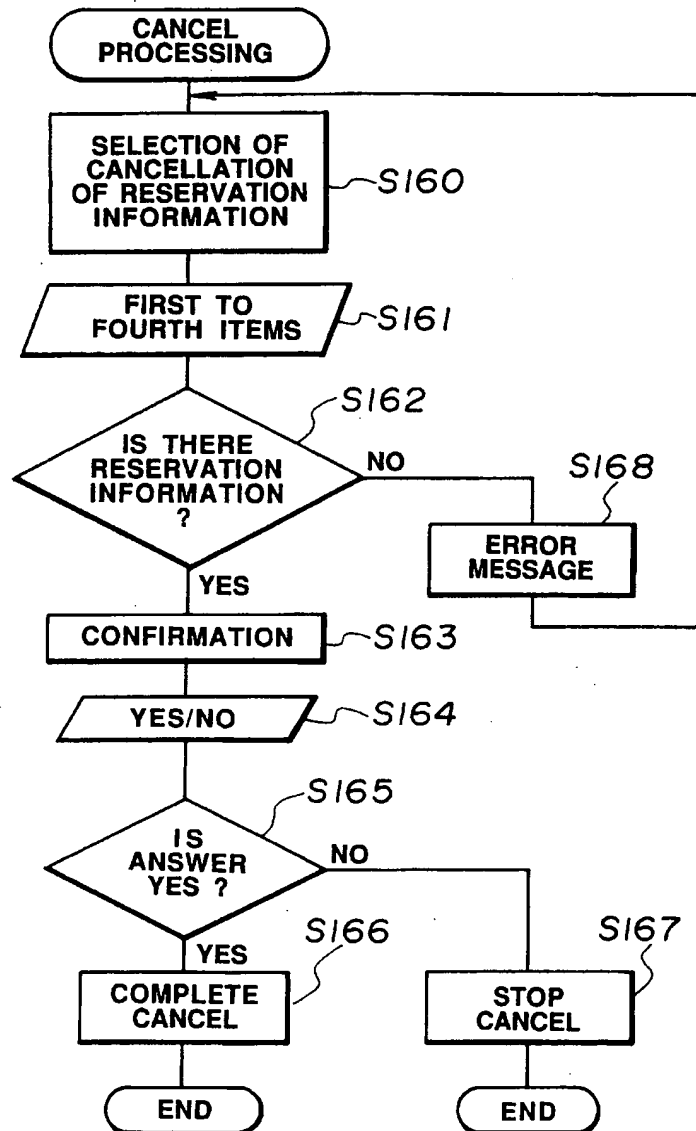 CANCEL
PROCESSING
SELECTION OF
CANCELLATION
OF RESERVATION
INFORMATION
S160
FIRST TO
FOURTH ITEMS
S161
S162
IS THERE
RESERVATION
INFORMATION
?
NO
S168
ERROR
MESSAGE
YES
CONFIRMATION
S163
YES/NO
S164
S165
IS
ANSWER
YES ?
NO
YES
S166
S167
COMPLETE
CANCEL
STOP
CANCEL
END
END